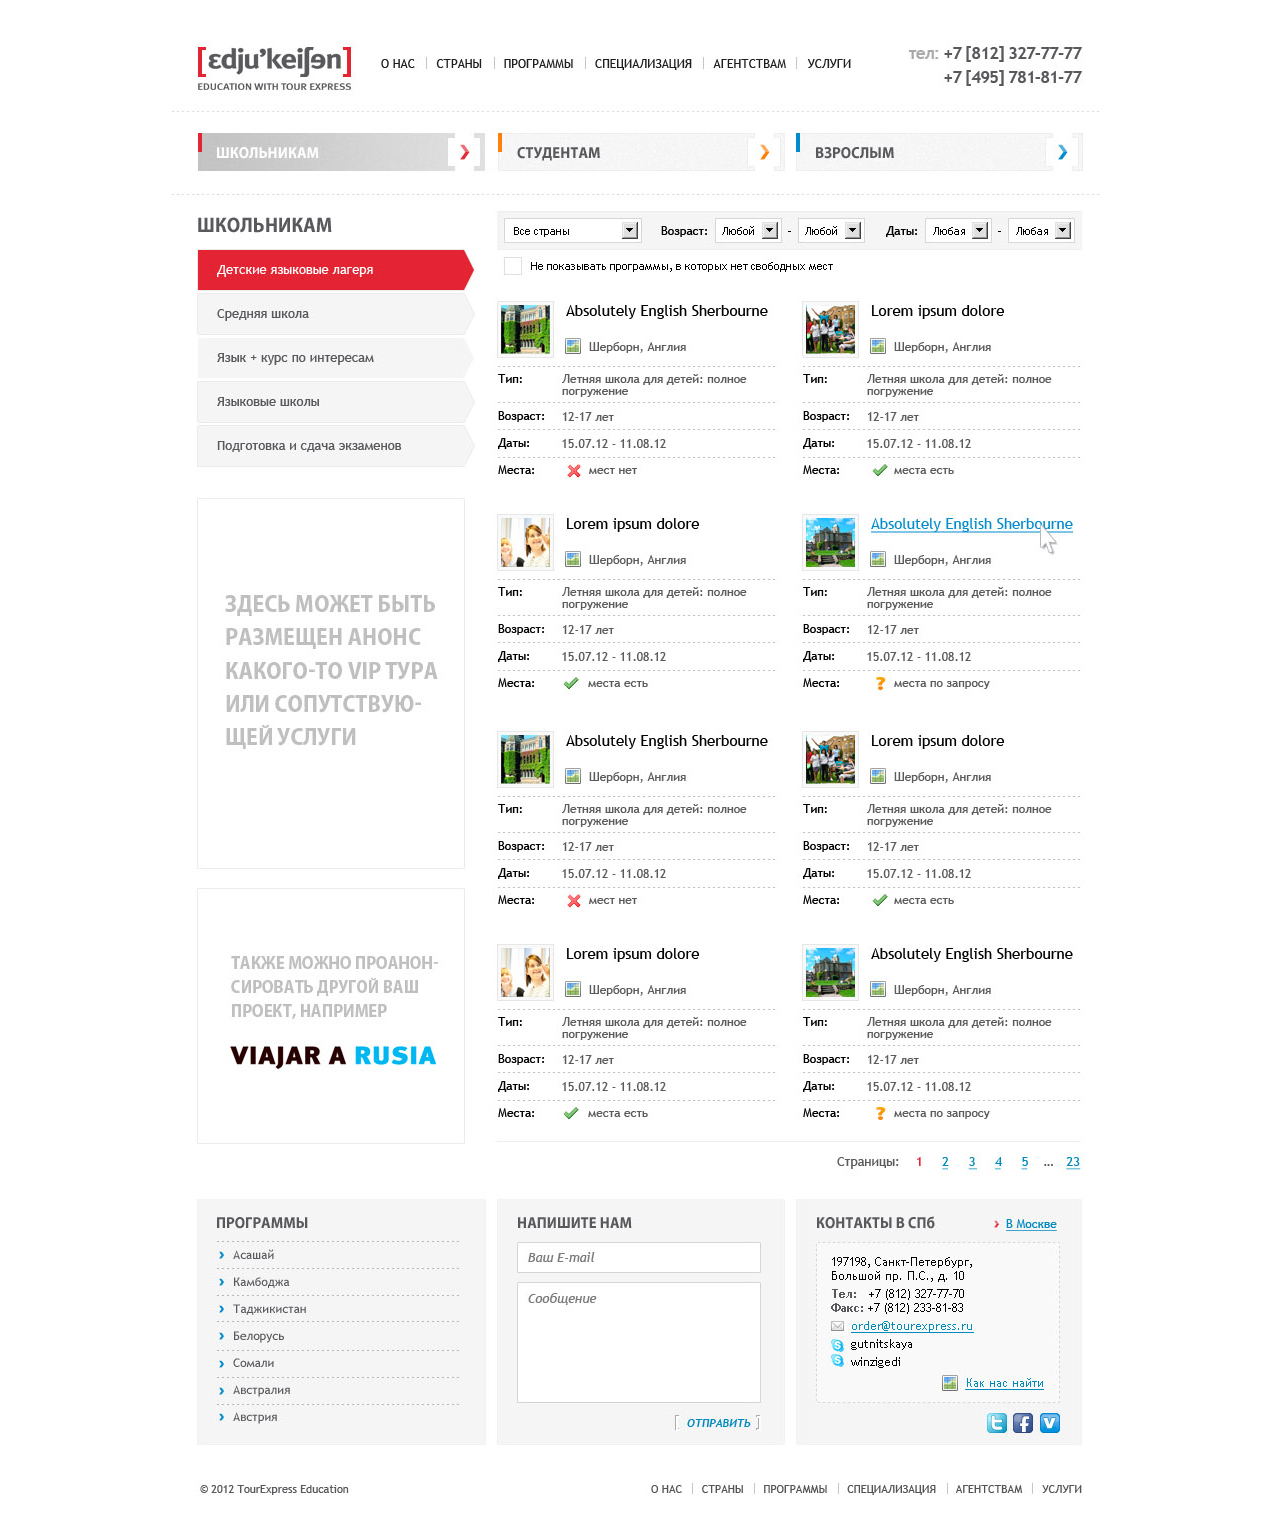 [ɛdju'keiʃən]
EDUCATION WITH TOUR EXPRESS
О НАС СТРАНЫ ПРОГРАММЫ СПЕЦИАЛИЗАЦИЯ АГЕНТСТВАМ УСЛУГИ
тел: +7 [812] 327-77-77
+7 [495] 781-81-77
ШКОЛЬНИКАМ СТУДЕНТАМ ВЗРОСЛЫМ
ШКОЛЬНИКАМ
Детские языковые лагеря
Средняя школа
Язык + курс по интересам
Языковые школы
Подготовка и сдача экзаменов
ЗДЕСЬ МОЖЕТ БЫТЬ
РАЗМЕЩЕН АНОНС
КАКОГО-ТО VIP ТУРА
ИЛИ СОПУТСТВУЮ-
ЩЕЙ УСЛУГИ
ТАКЖЕ МОЖНО ПРОАНОН-
СИРОВАТЬ ДРУГОЙ ВАШ
ПРОЕКТ, НАПРИМЕР
VIAJAR A RUSIA
Все страны Возраст: Любой - Любой Даты: Любая - Любая
Не показывать программы, в которых нет свободных мест
Absolutely English Sherbourne
Шерборн, Англия
Тип: Летняя школа для детей: полное
погружение
Возраст: 12-17 лет
Даты: 15.07.12 - 11.08.12
Места: мест нет
Lorem ipsum dolore
Шерборн, Англия
Тип: Летняя школа для детей: полное
погружение
Возраст: 12-17 лет
Даты: 15.07.12 - 11.08.12
Места: места есть
Lorem ipsum dolore
Шерборн, Англия
Тип: Летняя школа для детей: полное
погружение
Возраст: 12-17 лет
Даты: 15.07.12 - 11.08.12
Места: места есть
Absolutely English Sherbourne
Шерборн, Англия
Тип: Летняя школа для детей: полное
погружение
Возраст: 12-17 лет
Даты: 15.07.12 - 11.08.12
Места: места по запросу
Absolutely English Sherbourne
Шерборн, Англия
Тип: Летняя школа для детей: полное
погружение
Возраст: 12-17 лет
Даты: 15.07.12 - 11.08.12
Места: мест нет
Lorem ipsum dolore
Шерборн, Англия
Тип: Летняя школа для детей: полное
погружение
Возраст: 12-17 лет
Даты: 15.07.12 - 11.08.12
Места: места есть
Lorem ipsum dolore
Шерборн, Англия
Тип: Летняя школа для детей: полное
погружение
Возраст: 12-17 лет
Даты: 15.07.12 - 11.08.12
Места: места есть
Absolutely English Sherbourne
Шерборн, Англия
Тип: Летняя школа для детей: полное
погружение
Возраст: 12-17 лет
Даты: 15.07.12 - 11.08.12
Места: места по запросу
Страницы: 1 2 3 4 5 ... 23
ПРОГРАММЫ
Асашай
Камбоджа
Таджикистан
Белорусь
Сомали
Австралия
Австрия
НАПИШИТЕ НАМ
Ваш E-mail
Сообщение
ОТПРАВИТЬ
КОНТАКТЫ В СПб В Москве
197198, Санкт-Петербург,
Большой пр. П.С., д. 10
Тел: +7 (812) 327-77-70
Факс: +7 (812) 233-81-83
order@tourexpress.ru
gutnitskaya
winzigedi
Как нас найти
© 2012 TourExpress Education
О НАС СТРАНЫ ПРОГРАММЫ СПЕЦИАЛИЗАЦИЯ АГЕНТСТВАМ УСЛУГИ